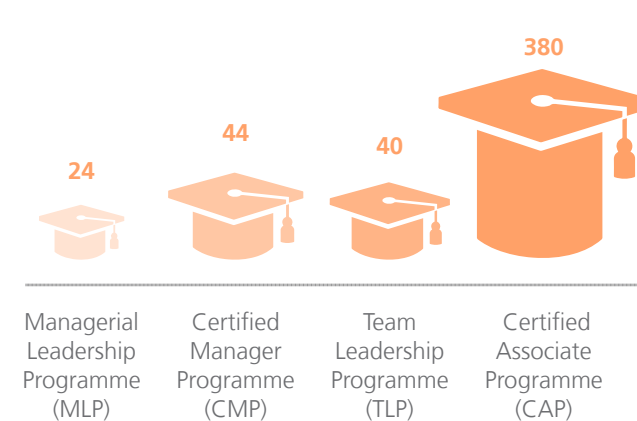 380
44
40
24
Managerial
Leadership
Programme
(MLP)
Certified
Manager
Programme
(CMP)
Team
Leadership
Programme
(TLP)
Certified
Associate
Programme
(CAP)